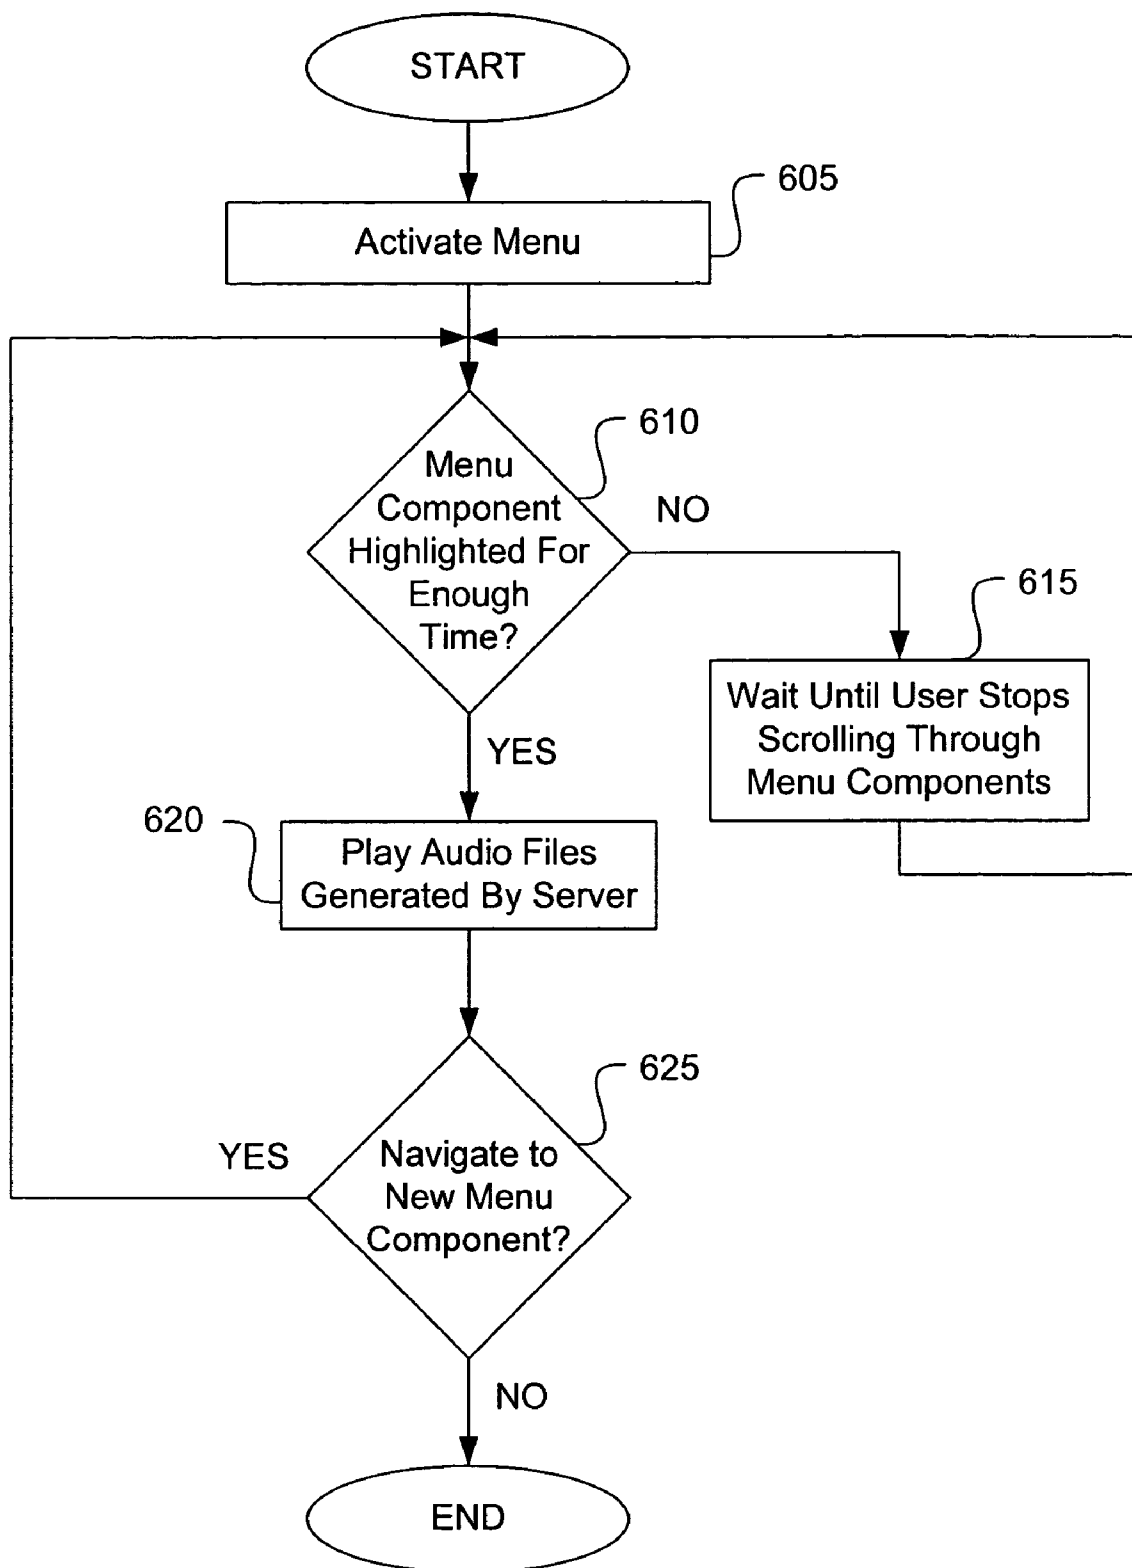 START
605
Activate Menu
610
Menu
Component
Highlighted For
Enough
Time?
NO
615
Wait Until User Stops
Scrolling Through
Menu Components
YES
620
Play Audio Files
Generated By Server
625
YES
Navigate to
New Menu
Component?
NO
END